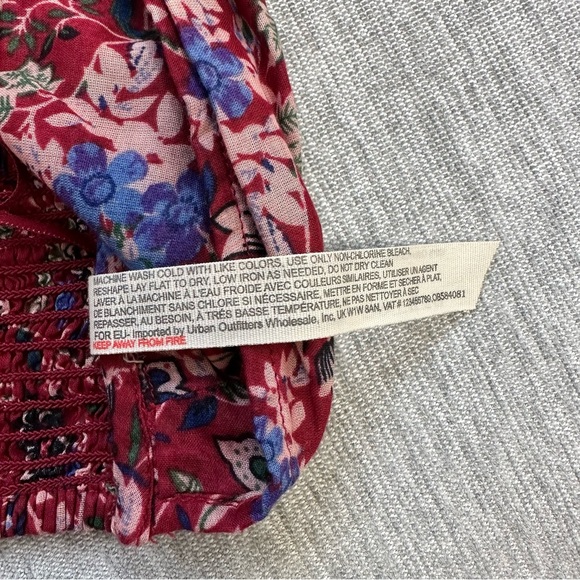 MACHINE WASH COLD WITH LIKE COLORS, USE ONLY NON-CHLORINE BLEACH.
RESHAPE LAY FLAT TO DRY, LOW IRON AS NEEDED, DO NOT DRY CLEAN
LAVER À LA MACHINE À L'EAU FROIDE AVEC COULEURS SIMILAIRES, UTILISER UN AGENT
DE BLANCHIMENT SANS CHLORE SI NÉCESSAIRE, METTRE EN FORME ET SÉCHER À PLAT,
REPASSER, AU BESOIN, À TRÈS BASSE TEMPÉRATURE, NE PAS NETTOYER À SEC
FOR EU- Imported by Urban Outfitters Wholesale, Inc. UK W1W 8AN, VAT #123465789,08584081
KEEP AWAY FROM FIRE